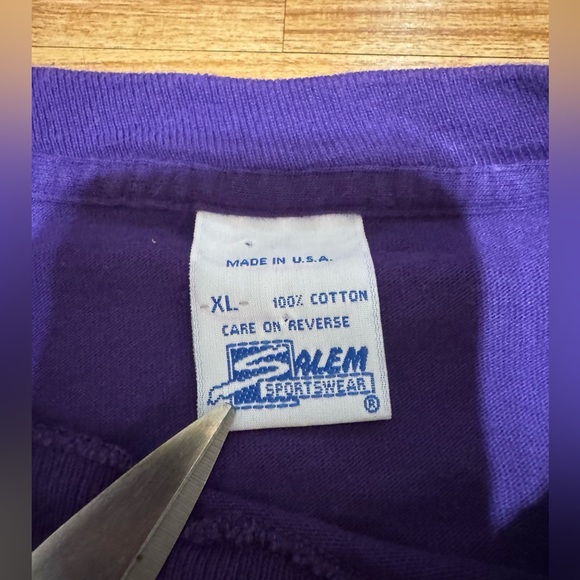 MADE IN U.S.A.
-XL- 100% COTTON
CARE ON REVERSE
SALEM
SPORTSWEAR
®